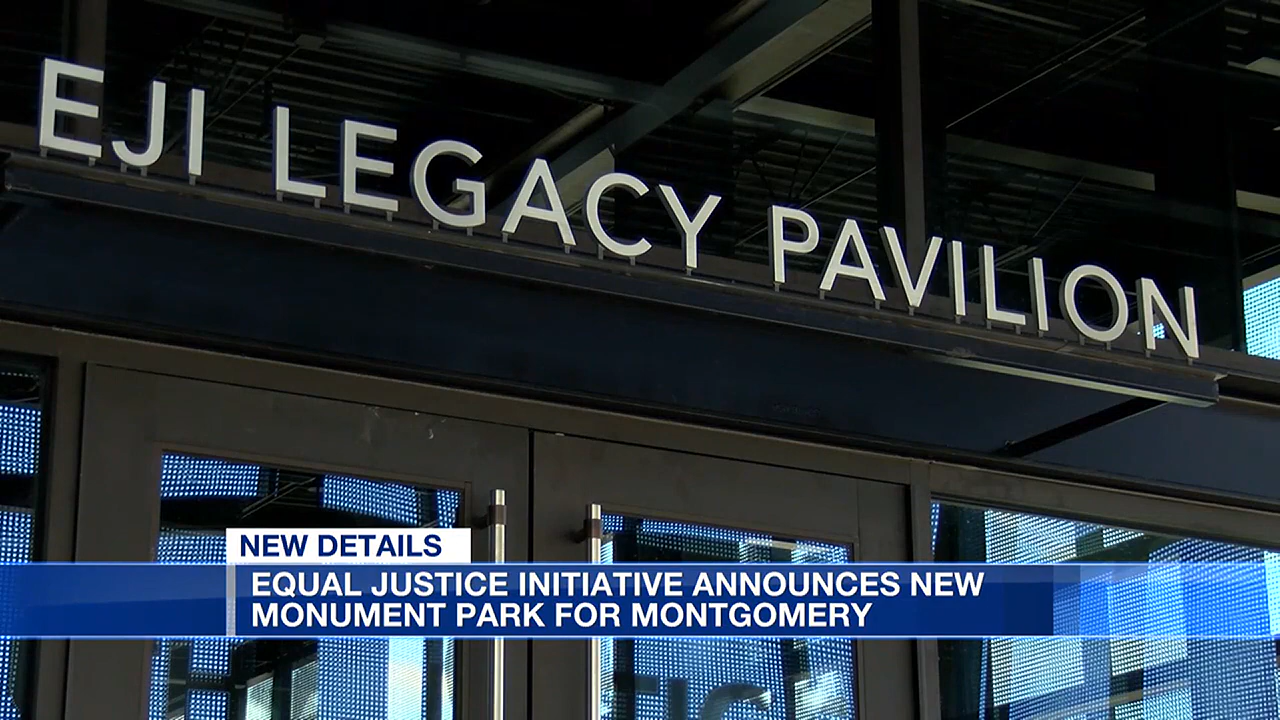 EJI LEGACY PAVILION
NEW DETAILS
EQUAL JUSTICE INITIATIVE ANNOUNCES NEW
MONUMENT PARK FOR MONTGOMERY